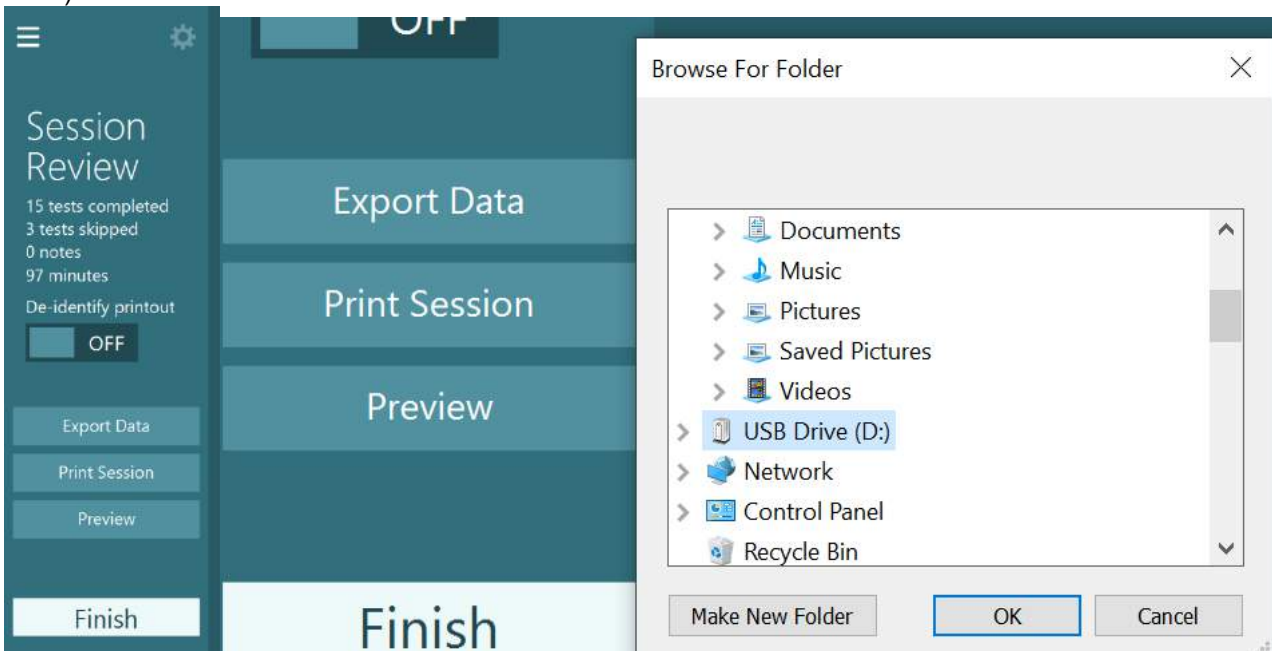 Session
Review
15 tests completed
3 tests skipped
0 notes
97 minutes
De-identify printout
OFF
Export Data
Print Session
Preview
Finish
OFF
Export Data
Print Session
Preview
Finish
Browse For Folder
Documents
Music
Pictures
Saved Pictures
Videos
USB Drive (D:)
Network
Control Panel
Recycle Bin
Make New Folder
OK
Cancel